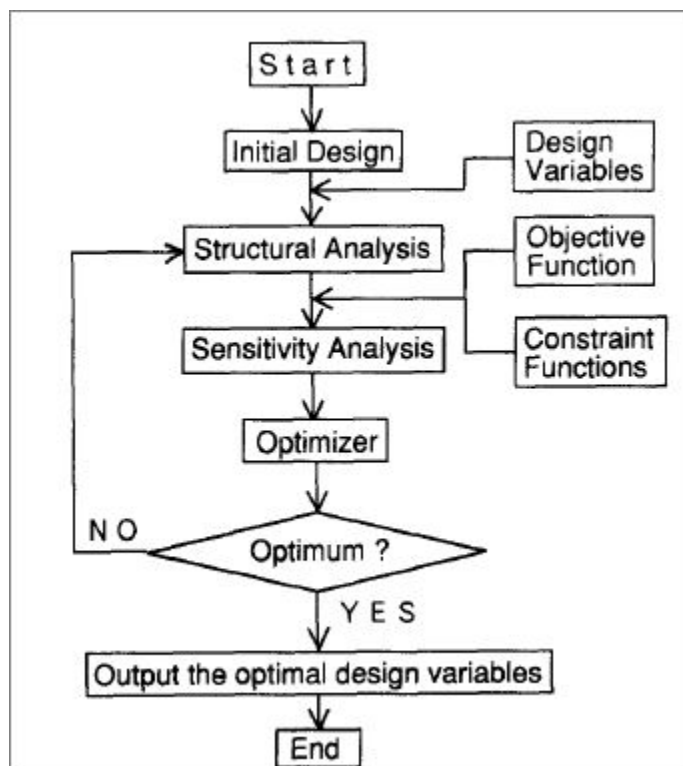 Start
Initial Design
Design
Variables
Structural Analysis
Objective
Function
Sensitivity Analysis
Constraint
Functions
Optimizer
NO
Optimum ?
YES
Output the optimal design variables
End